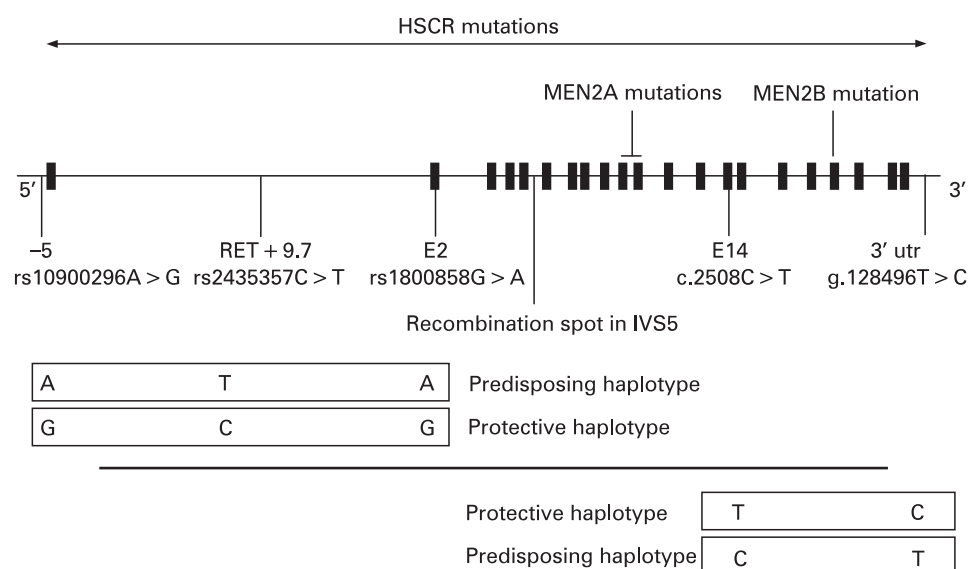 HSCR mutations
MEN2A mutations MEN2B mutation
5′ 3′
–5 RET + 9.7 E2 E14 3′ utr
rs10900296A > G rs2435357C > T rs1800858G > A c.2508C > T g.128496T > C
Recombination spot in IVS5
A T A Predisposing haplotype
G C G Protective haplotype
Protective haplotype T C
Predisposing haplotype C T